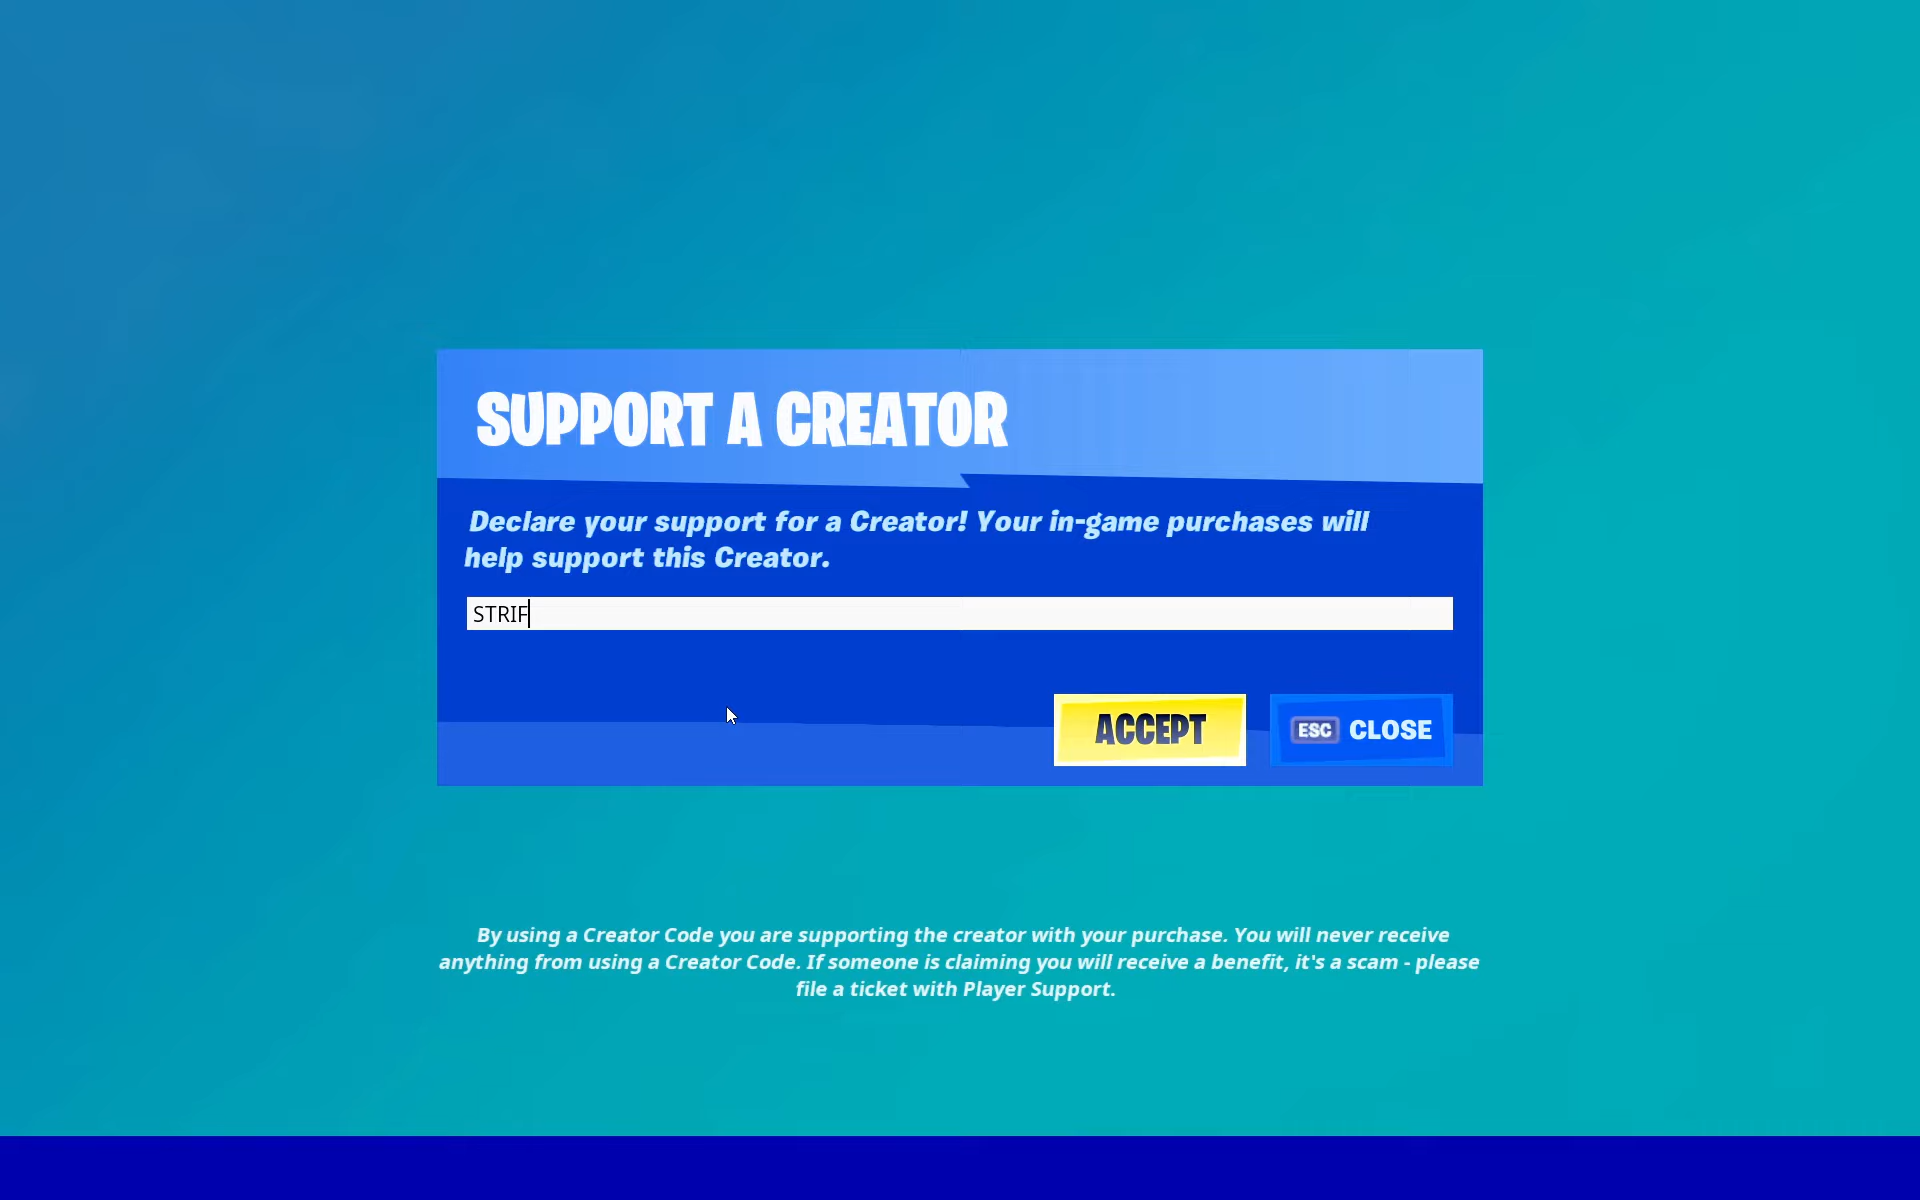 SUPPORT A CREATOR
Declare your support for a Creator! Your in-game purchases will
help support this Creator.
STRIF
ACCEPT
ESC CLOSE
By using a Creator Code you are supporting the creator with your purchase. You will never receive
anything from using a Creator Code. If someone is claiming you will receive a benefit, it's a scam - please
file a ticket with Player Support.